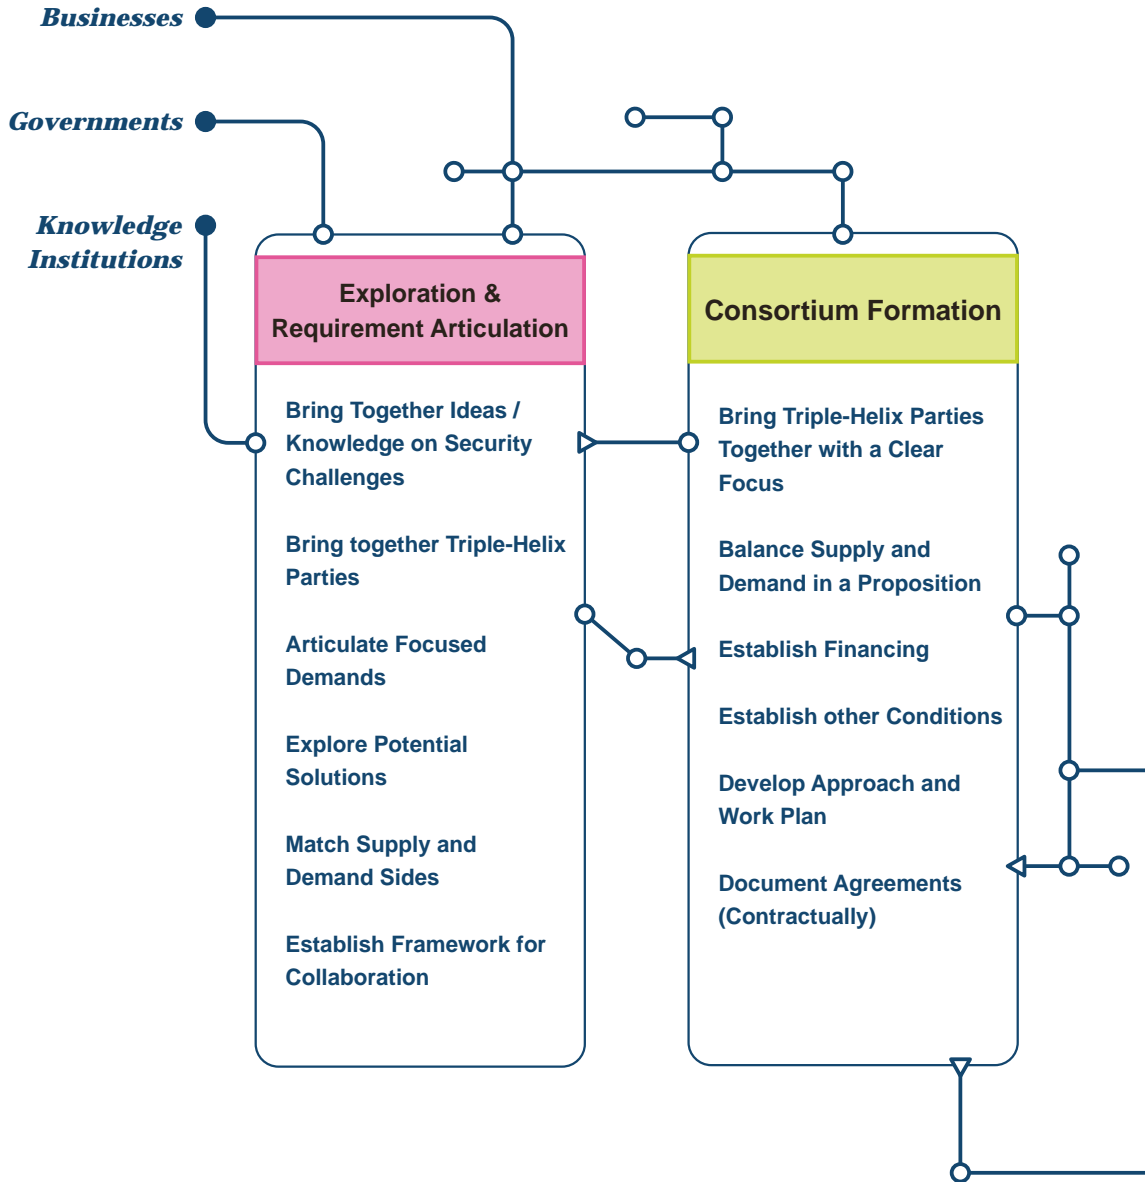 Businesses
Governments
Knowledge
Institutions
Exploration &
Requirement Articulation
Bring Together Ideas /
Knowledge on Security
Challenges
Bring together Triple-Helix
Parties
Articulate Focused
Demands
Explore Potential
Solutions
Match Supply and
Demand Sides
Establish Framework for
Collaboration
Consortium Formation
Bring Triple-Helix Parties
Together with a Clear
Focus
Balance Supply and
Demand in a Proposition
Establish Financing
Establish other Conditions
Develop Approach and
Work Plan
Document Agreements
(Contractually)